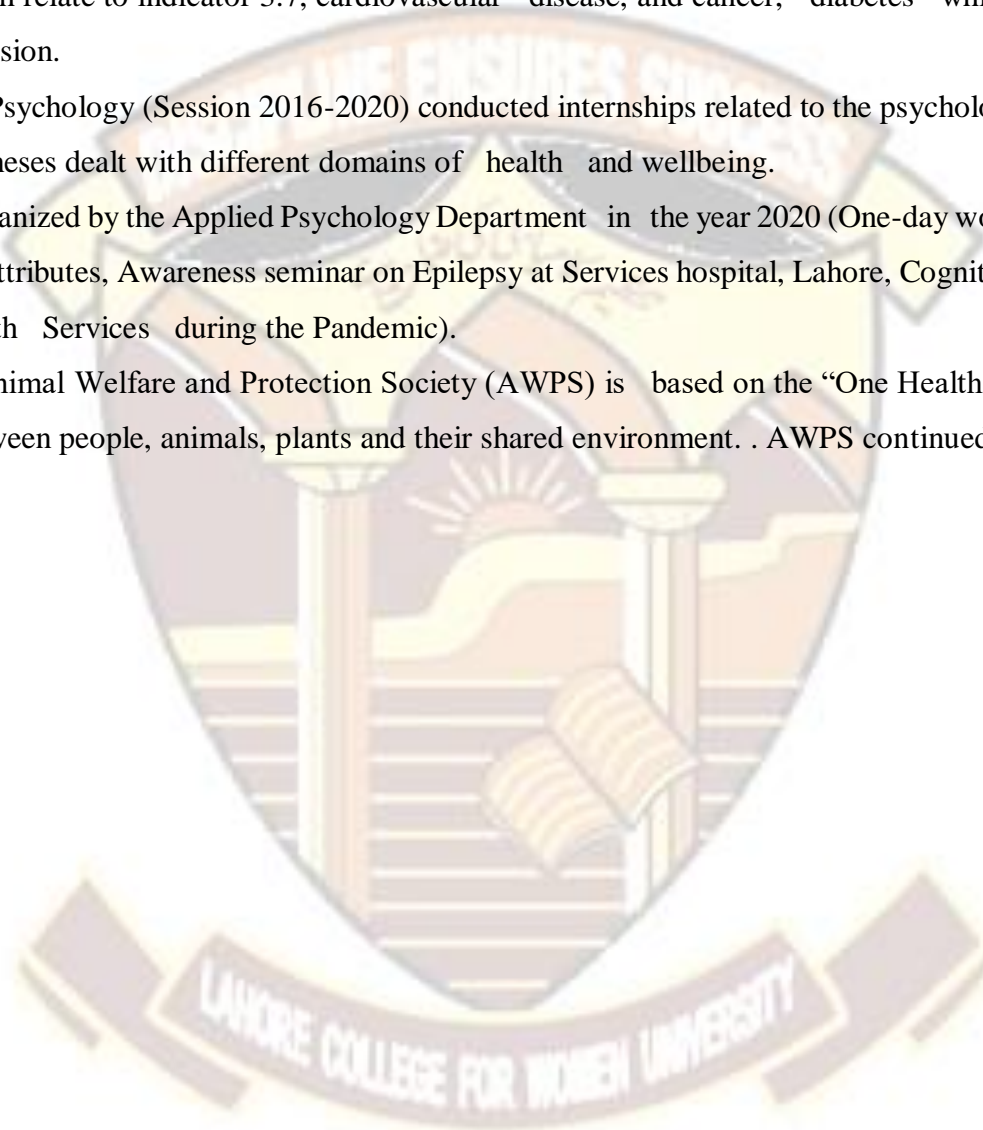 relate to indicator 3.7, cardiovascular disease, and cancer, diabetes
sion.
Psychology (Session 2016-2020) conducted internships related to the psycholo
neses dealt with different domains of health and wellbeing.
anized by the Applied Psychology Department in the year 2020 (One-day wo
ttributes, Awareness seminar on Epilepsy at Services hospital, Lahore, Cognit
th Services during the Pandemic).
nimal Welfare and Protection Society (AWPS) is based on the “One Health
ween people, animals, plants and their shared environment. . AWPS continued
ENSURES
LAHORE COLLEGE FOR WOMEN UNIVERSITY